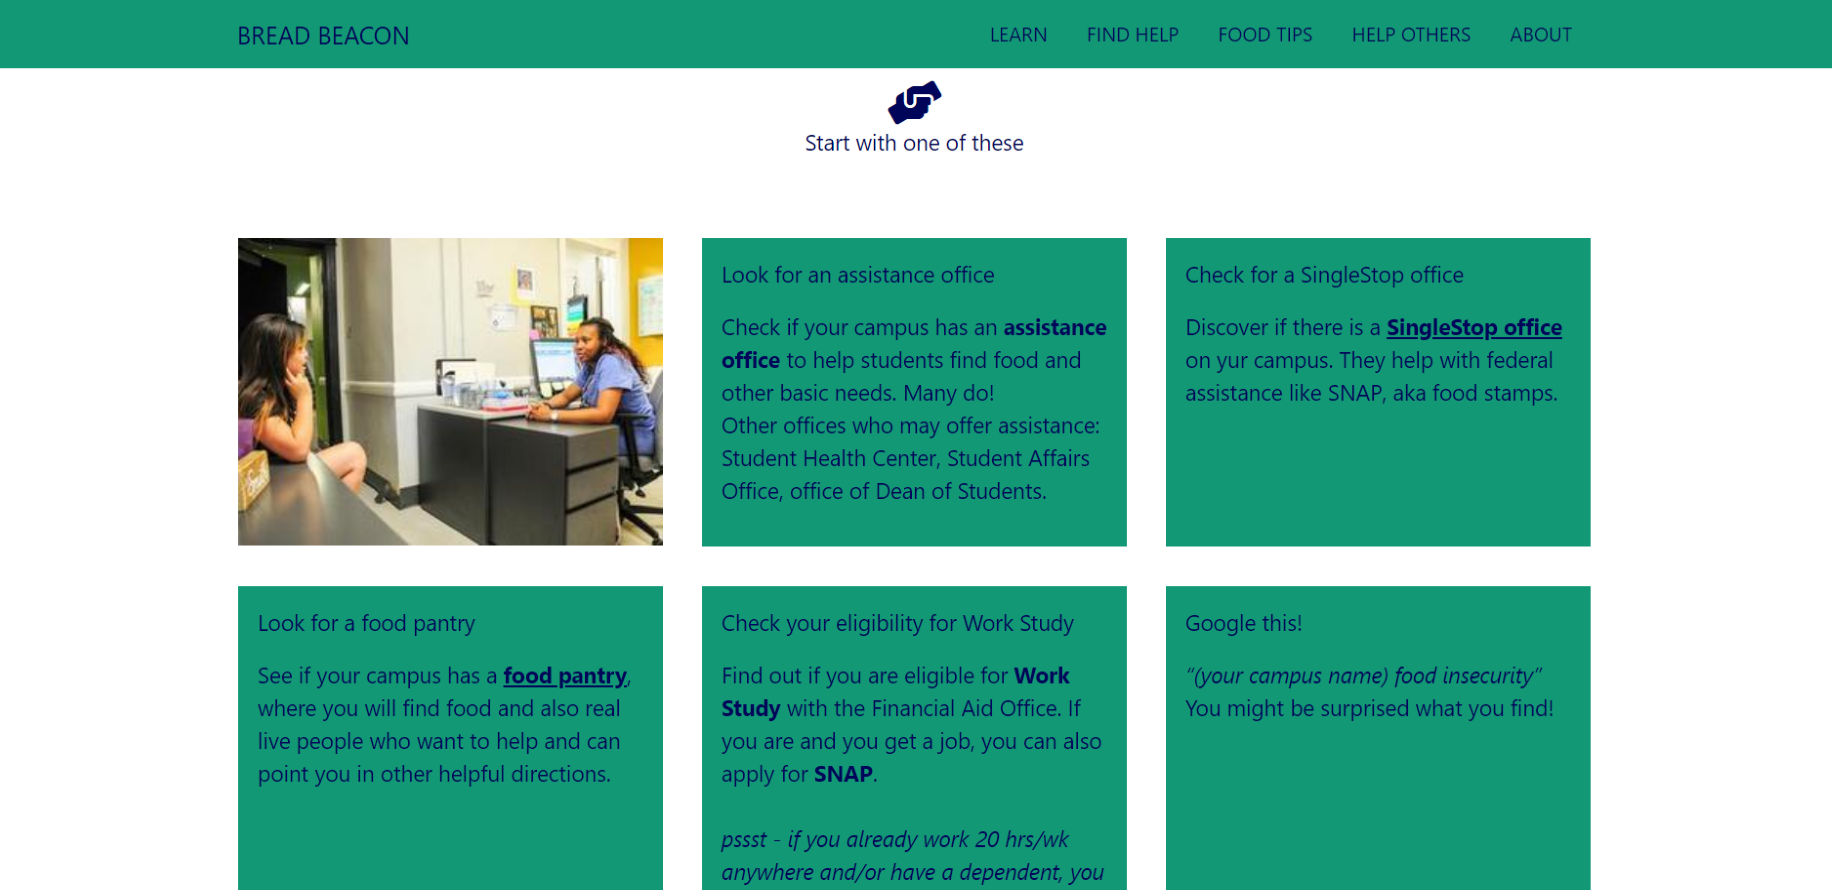 BREAD BEACON
LEARN FIND HELP FOOD TIPS HELP OTHERS ABOUT
Start with one of these
Look for an assistance office
Check if your campus has an assistance
office to help students find food and
other basic needs. Many do!
Other offices who may offer assistance:
Student Health Center, Student Affairs
Office, office of Dean of Students.
Check for a SingleStop office
Discover if there is a SingleStop office
on yur campus. They help with federal
assistance like SNAP, aka food stamps.
Look for a food pantry
See if your campus has a food pantry,
where you will find food and also real
live people who want to help and can
point you in other helpful directions.
Check your eligibility for Work Study
Find out if you are eligible for Work
Study with the Financial Aid Office. If
you are and you get a job, you can also
apply for SNAP.
pssst - if you already work 20 hrs/wk
anywhere and/or have a dependent, you
Google this!
“(your campus name) food insecurity”
You might be surprised what you find!